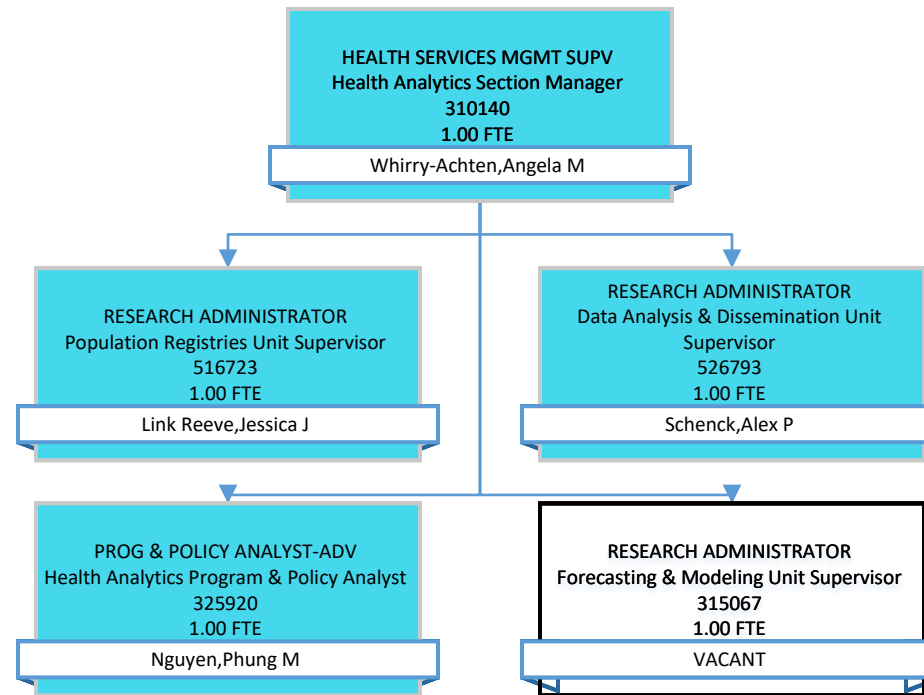 HEALTH SERVICES MGMT SUPV
Health Analytics Section Manager
310140
1.00 FTE
Whirry-Achten,Angela M
RESEARCH ADMINISTRATOR
Population Registries Unit Supervisor
516723
1.00 FTE
Link Reeve,Jessica J
RESEARCH ADMINISTRATOR
Data Analysis & Dissemination Unit
Supervisor
526793
1.00 FTE
Schenck,Alex P
PROG & POLICY ANALYST-ADV
Health Analytics Program & Policy Analyst
325920
1.00 FTE
Nguyen,Phung M
RESEARCH ADMINISTRATOR
Forecasting & Modeling Unit Supervisor
315067
1.00 FTE
VACANT